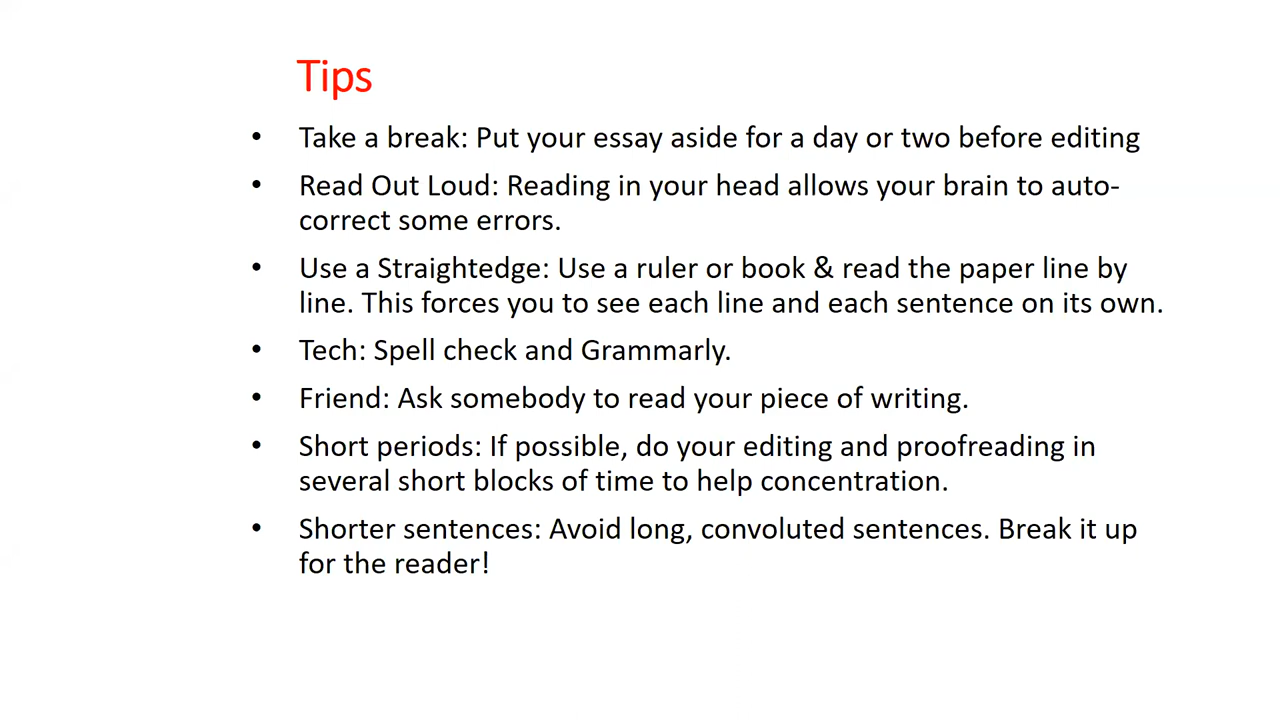 Tips
• Take a break: Put your essay aside for a day or two before editing
• Read Out Loud: Reading in your head allows your brain to auto-
correct some errors.
• Use a Straightedge: Use a ruler or book & read the paper line by
line. This forces you to see each line and each sentence on its own.
• Tech: Spell check and Grammarly.
• Friend: Ask somebody to read your piece of writing.
• Short periods: If possible, do your editing and proofreading in
several short blocks of time to help concentration.
• Shorter sentences: Avoid long, convoluted sentences. Break it up
for the reader!